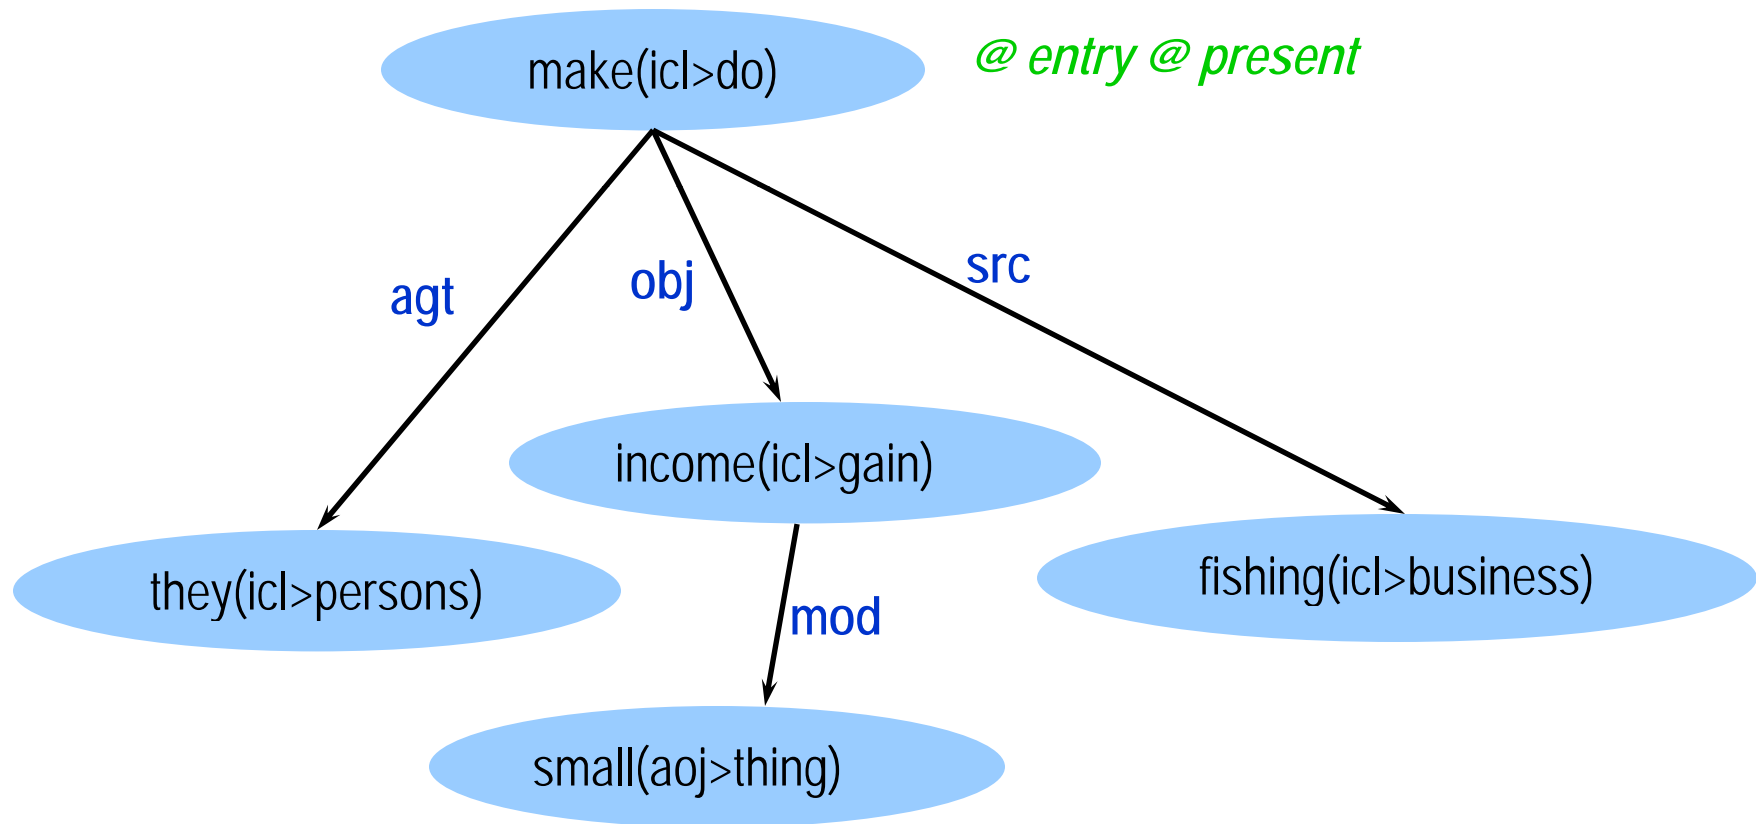 make(icl>do)
@ entry @ present
agt
obj
src
income(icl>gain)
they(icl>persons)
fishing(icl>business)
mod
small(aoj>thing)